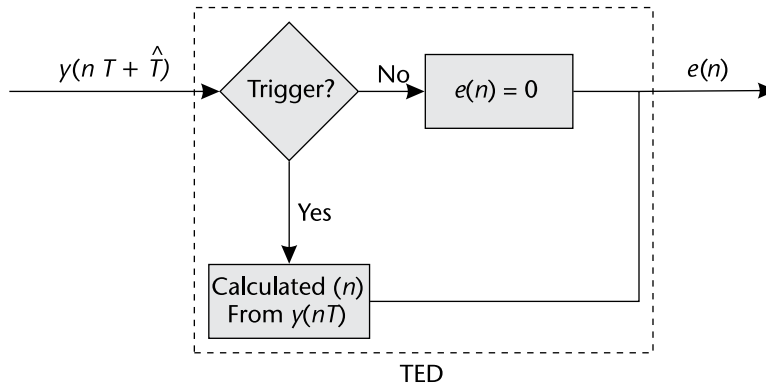 y(n T + T̂)
Trigger?
No
e(n) = 0
e(n)
Yes
Calculated (n)
From y(nT)
TED